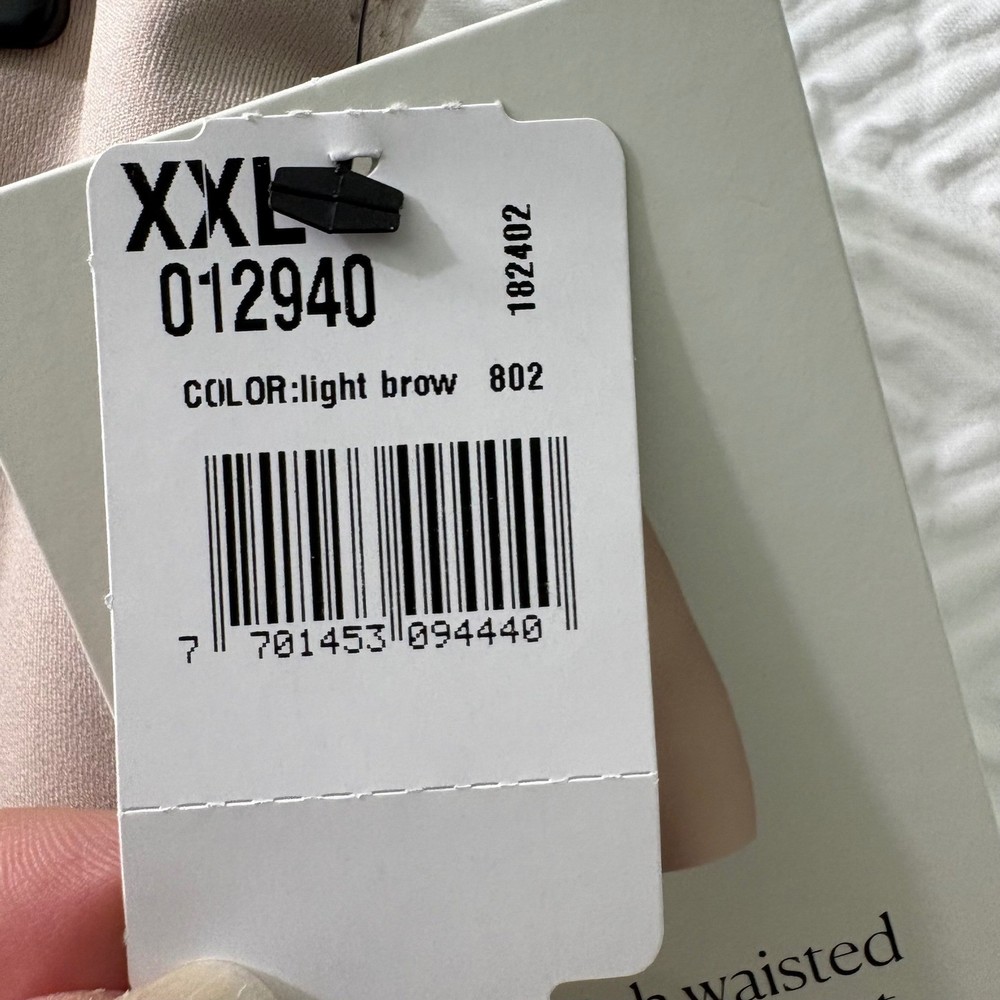 XXL
012940
182402
COLOR:light brow 802
7 701453 094440
waisted